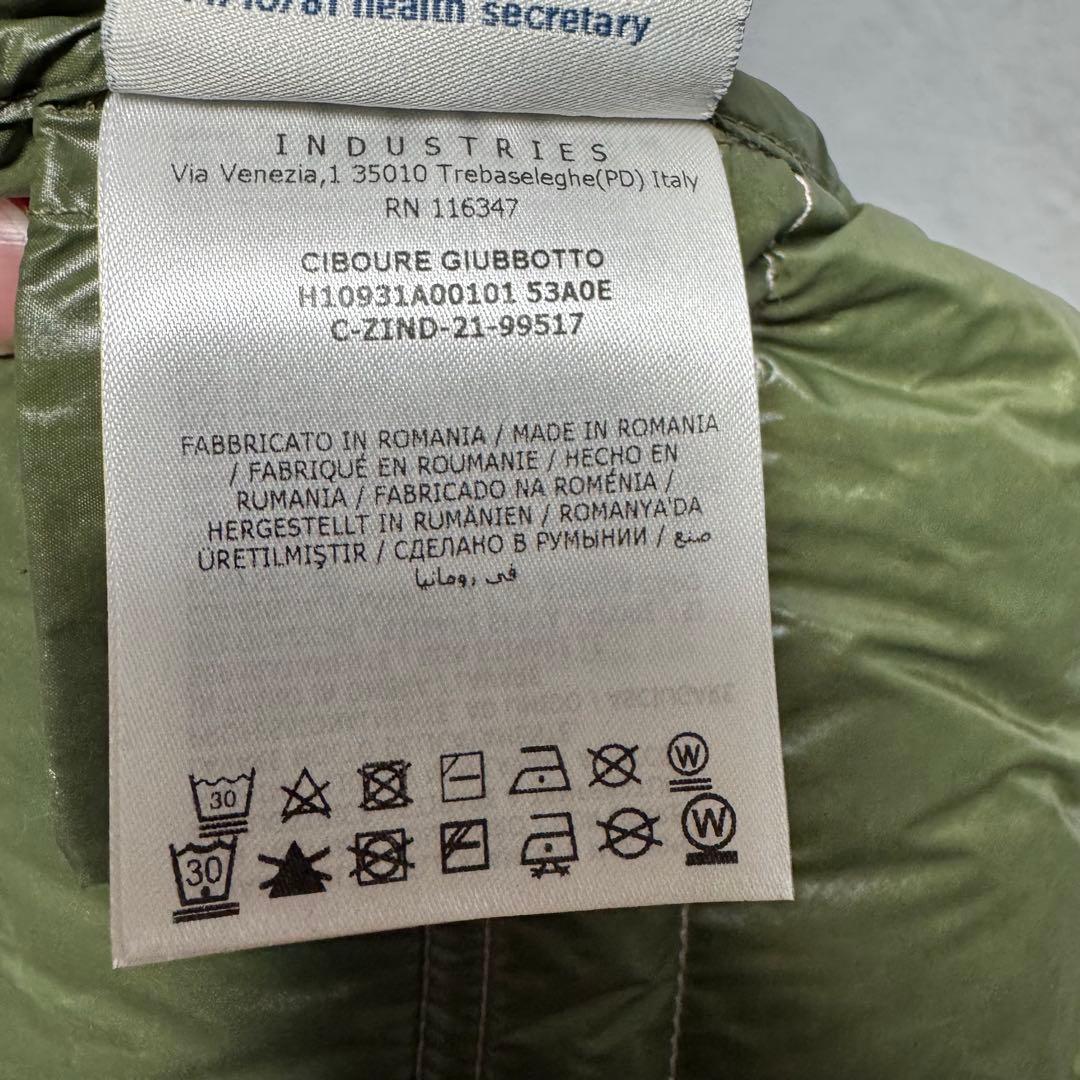 health secretary
I N D U S T R I E S
Via Venezia,1 35010 Trebaseleghe(PD) Italy
RN 116347
CIBOURE GIUBBOTTO
H10931A00101 53A0E
C-ZIND-21-99517
FABBRICATO IN ROMANIA / MADE IN ROMANIA
/ FABRIQUÉ EN ROUMANIE / HECHO EN
RUMANIA / FABRICADO NA ROMÉNIA /
HERGESTELLT IN RUMÄNIEN / ROMANYA'DA
ÜRETILMIŞTIR / СДЕЛАНО В РУМЫНИИ / صنع
في رومانيا
30 W
30 W